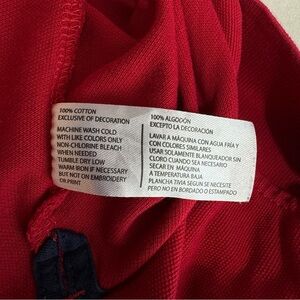 100% COTTON
EXCLUSIVE OF DECORATION
MACHINE WASH COLD
WITH LIKE COLORS ONLY
NON-CHLORINE BLEACH
WHEN NEEDED
TUMBLE DRY LOW
WARM IRON IF NECESSARY
BUT NOT ON EMBROIDERY
OR PRINT
100% ALGODÓN
EXCEPTO LA DECORACIÓN
LAVAR A MÁQUINA CON AGUA FRÍA Y
CON COLORES SIMILARES
USAR SOLAMENTE BLANQUEADOR SIN
CLORO CUANDO SEA NECESARIO
SECAR EN MÁQUINA
A TEMPERATURA BAJA
PLANCHA TIVIA SEGUN SE NECESITE
PERO NO EN BORDADO O ESTAMPADO